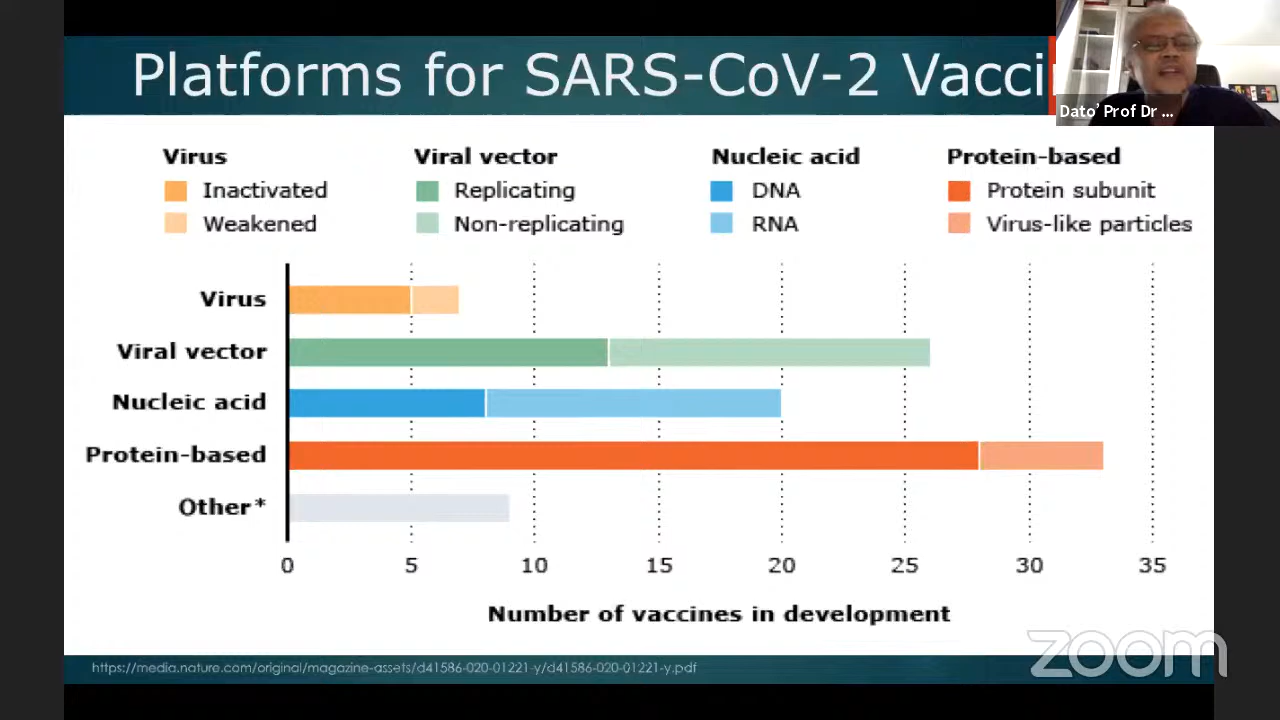 Platforms for SARS-CoV-2 Vacci
Dato' Prof Dr ...
Virus
Inactivated
Weakened
Viral vector
Replicating
Non-replicating
Nucleic acid
DNA
RNA
Protein-based
Protein subunit
Virus-like particles
Virus
Viral vector
Nucleic acid
Protein-based
Other*
0 5 10 15 20 25 30 35
Number of vaccines in development
https://media.nature.com/original/magazine-assets/d41586-020-01221-y/d41586-020-01221-y.pdf
zoom